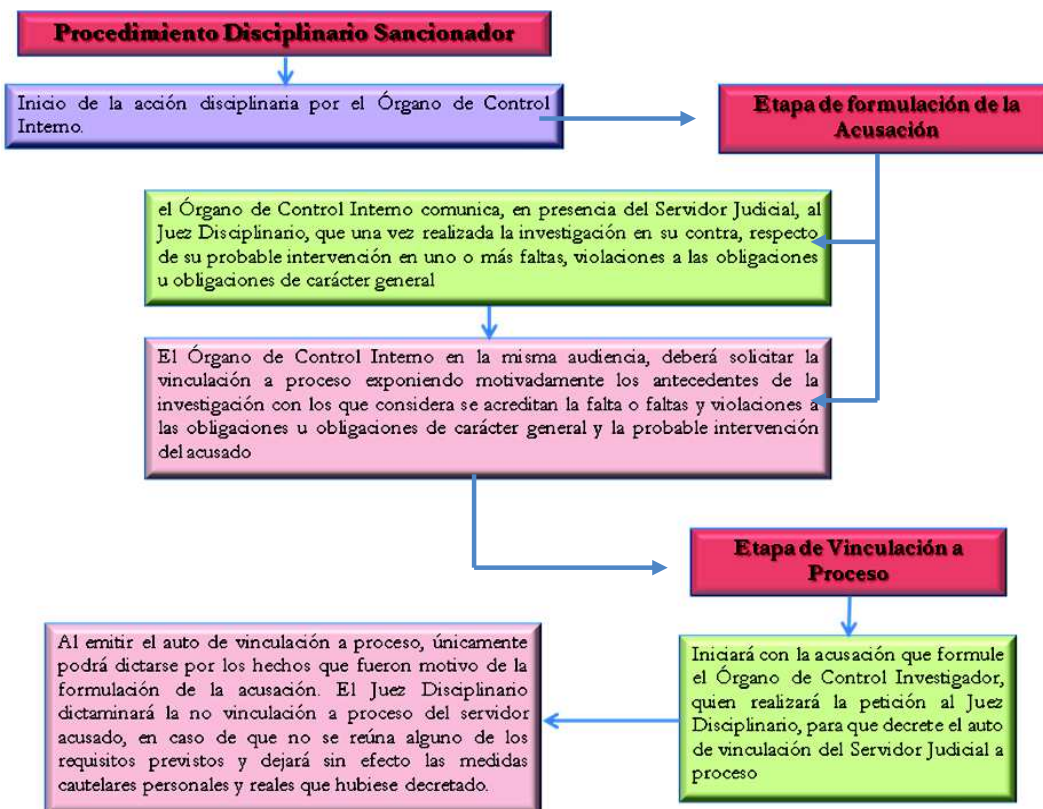 Procedimiento Disciplinario Sancionador
Inicio de la acción disciplinaria por el Órgano de Control
Interno.
Etapa de formulación de la
Acusación
el Órgano de Control Interno comunica, en presencia del Servidor Judicial, al
Juez Disciplinario, que una vez realizada la investigación en su contra, respecto
de su probable intervención en uno o más faltas, violaciones a las obligaciones
u obligaciones de carácter general
El Órgano de Control Interno en la misma audiencia, deberá solicitar la
vinculación a proceso exponiendo motivadamente los antecedentes de la
investigación con los que considera se acreditan la falta o faltas y violaciones a
las obligaciones u obligaciones de carácter general y la probable intervención
del acusado
Etapa de Vinculación a
Proceso
Iniciará con la acusación que formule
el Órgano de Control Investigador,
quien realizará la petición al Juez
Disciplinario, para que decrete el auto
de vinculación del Servidor Judicial a
proceso
Al emitir el auto de vinculación a proceso, únicamente
podrá dictarse por los hechos que fueron motivo de la
formulación de la acusación. El Juez Disciplinario
dictaminará la no vinculación a proceso del servidor
acusado, en caso de que no se reúna alguno de los
requisitos previstos y dejará sin efecto las medidas
cautelares personales y reales que hubiese decretado.